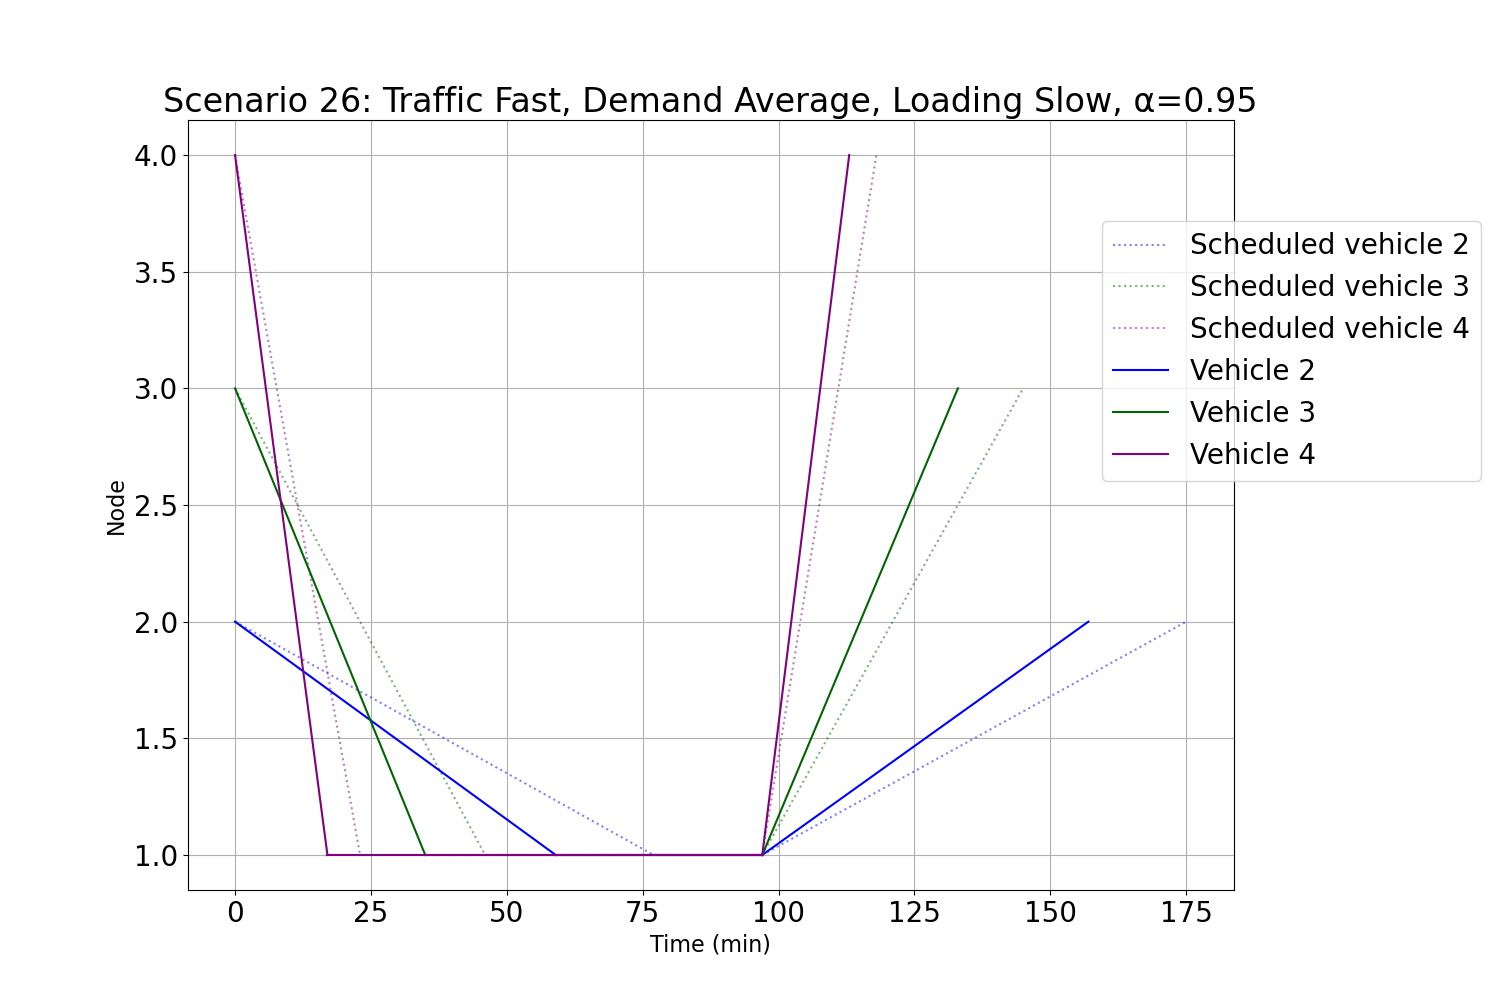 Scenario 26: Traffic Fast, Demand Average, Loading Slow, α=0.95
4.0
3.5
3.0
2.5
2.0
1.5
1.0
Node
0 25 50 75 100 125 150 175
Time (min)
Scheduled vehicle 2
Scheduled vehicle 3
Scheduled vehicle 4
Vehicle 2
Vehicle 3
Vehicle 4